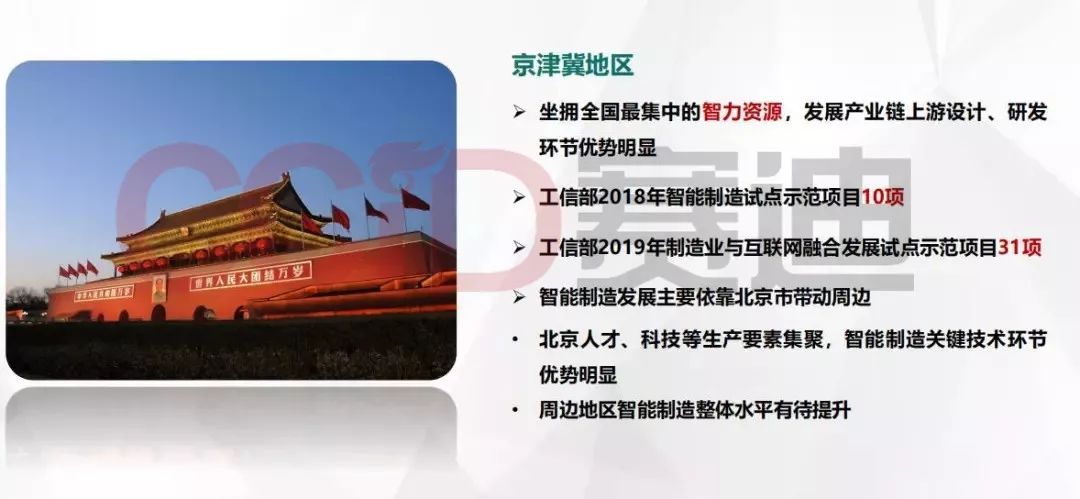 京津冀地区
➢ 坐拥全国最集中的智力资源，发展产业链上游设计、研发
环节优势明显
➢ 工信部2018年智能制造试点示范项目10项
➢ 工信部2019年制造业与互联网融合发展试点示范项目31项
➢ 智能制造发展主要依靠北京市带动周边
• 北京人才、科技等生产要素集聚，智能制造关键技术环节
优势明显
• 周边地区智能制造整体水平有待提升
CCID赛迪
中华人民共和国万岁
世界人民大团结万岁